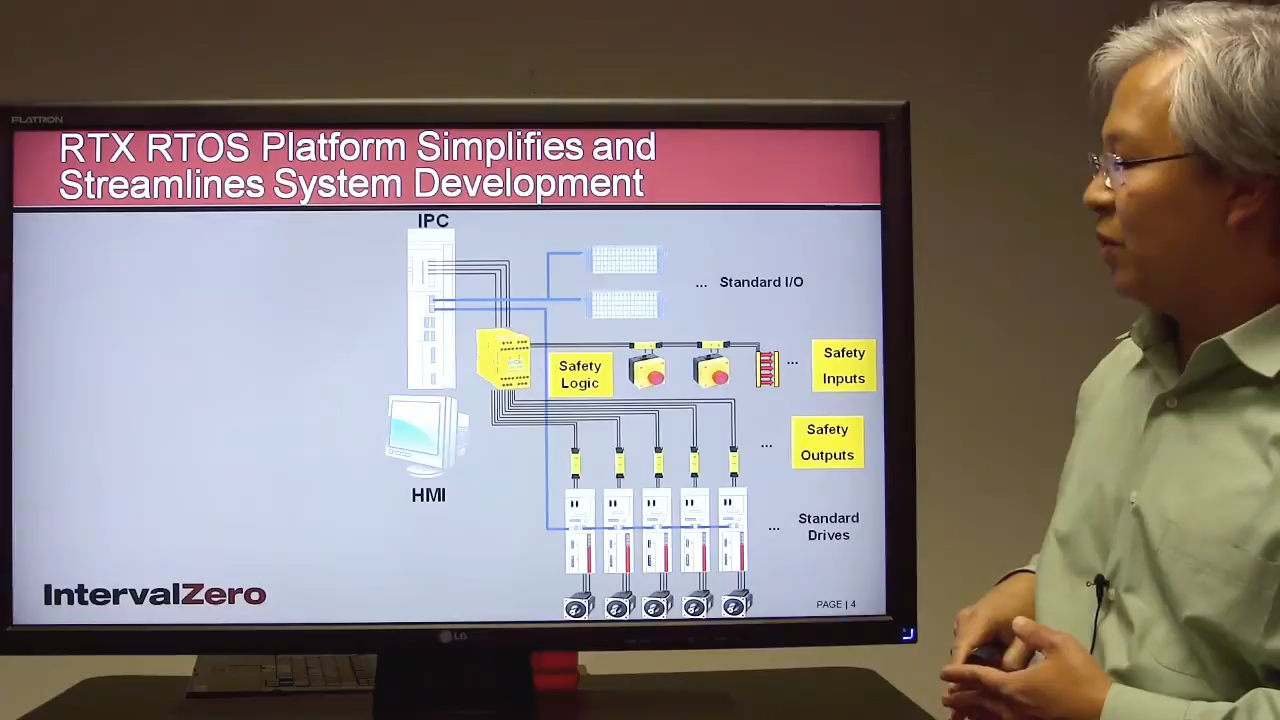 FLATRON
RTX RTOS Platform Simplifies and
Streamlines System Development
IPC
... Standard I/O
Safety
Logic
... Safety
Inputs
... Safety
Outputs
HMI
... Standard
Drives
IntervalZero
PAGE | 4
LG